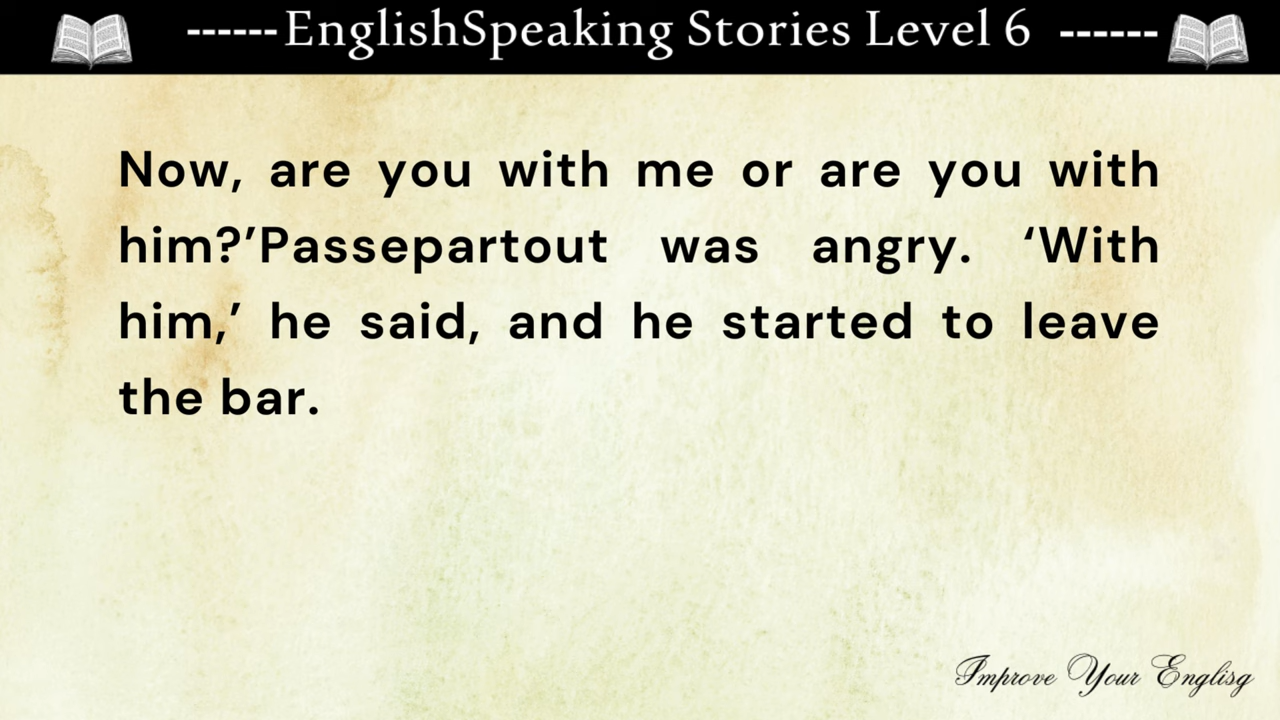 ------EnglishSpeaking Stories Level 6 ------
Now, are you with me or are you with
him?’Passepartout was angry. ‘With
him,’ he said, and he started to leave
the bar.
Improve Your Englisg